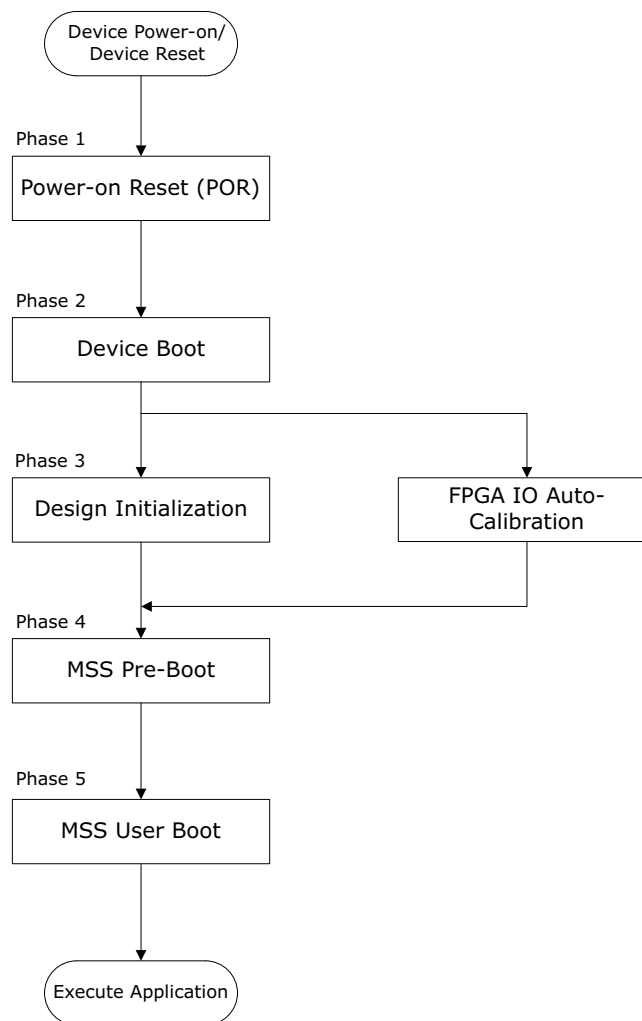 Device Power-on/
Device Reset
Phase 1
Power-on Reset (POR)
Phase 2
Device Boot
Phase 3
Design Initialization
FPGA IO Auto-
Calibration
Phase 4
MSS Pre-Boot
Phase 5
MSS User Boot
Execute Application